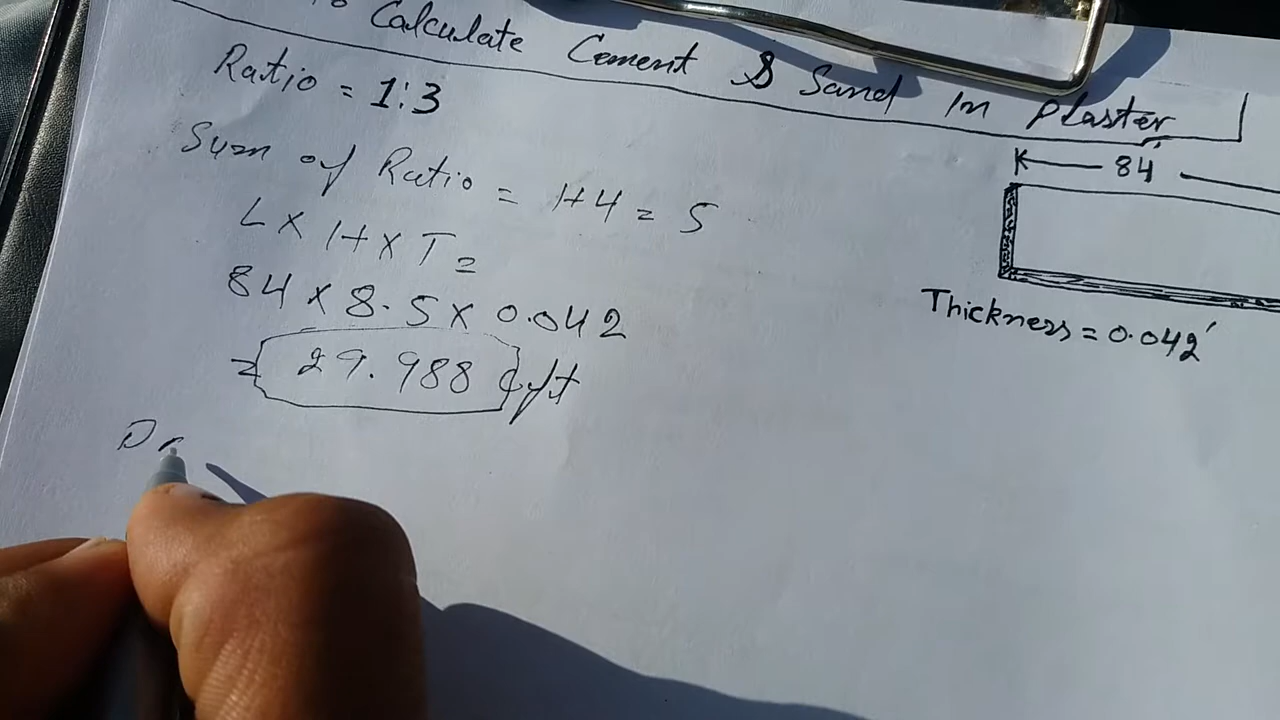 to Calculate Cement & Sand In plaster
Ratio = 1:3
Sum of Ratio = 1+4 = 5
L X H X T =
84 x 8.5 x 0.042
= 29.988 cft
84'
Thickness = 0.042'